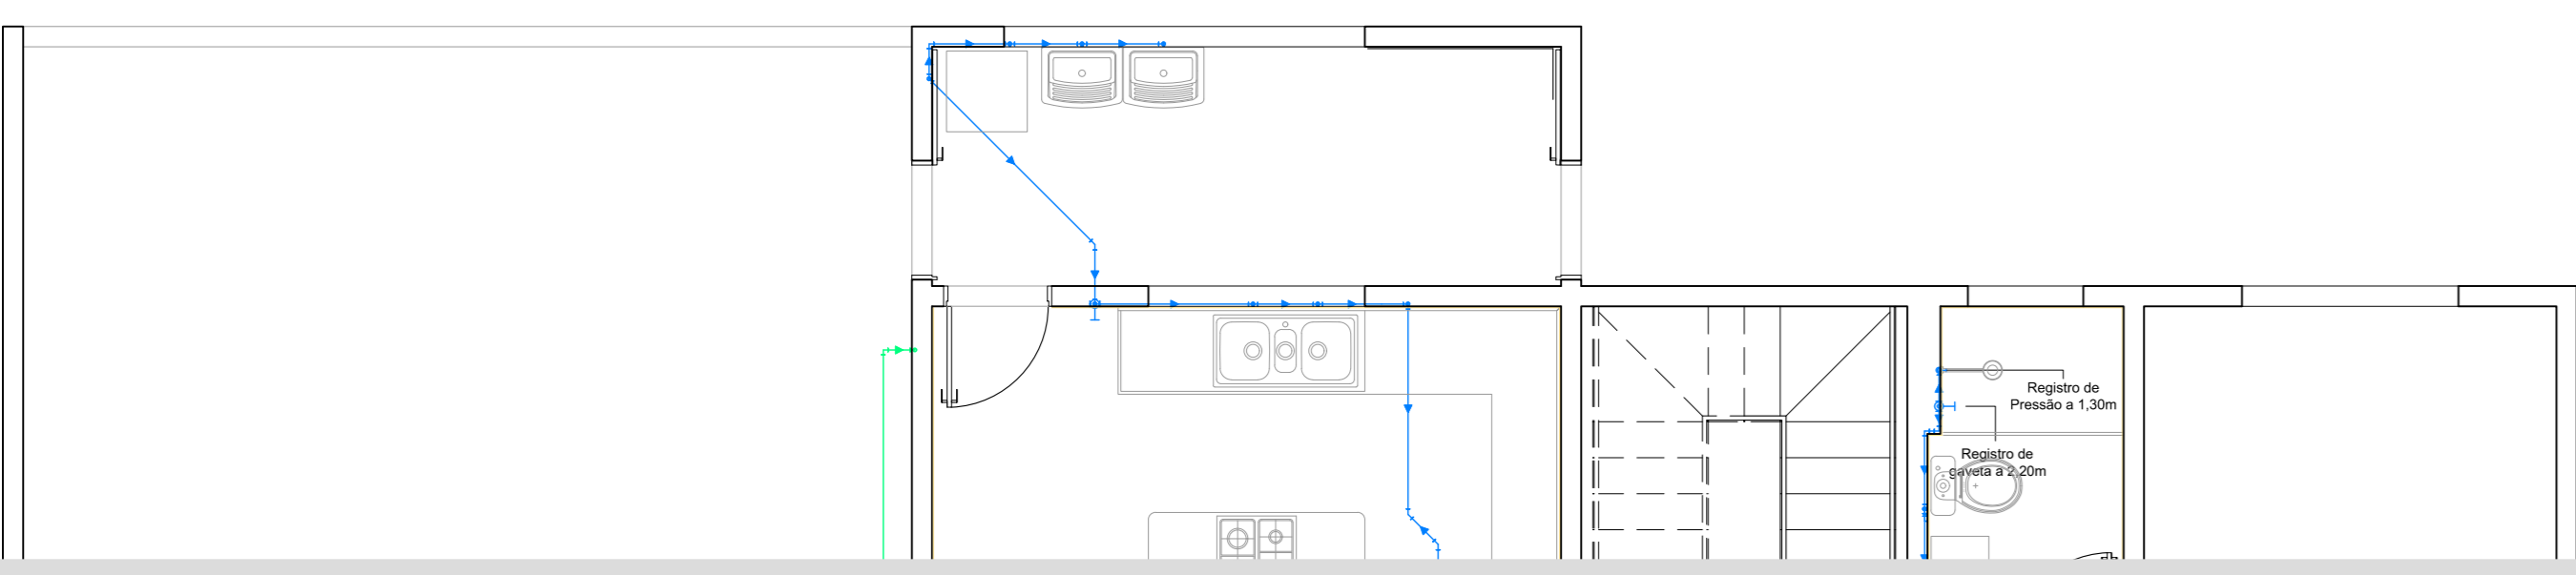 Registro de
Pressão a 1,30m
Registro de
gaveta a 2,20m